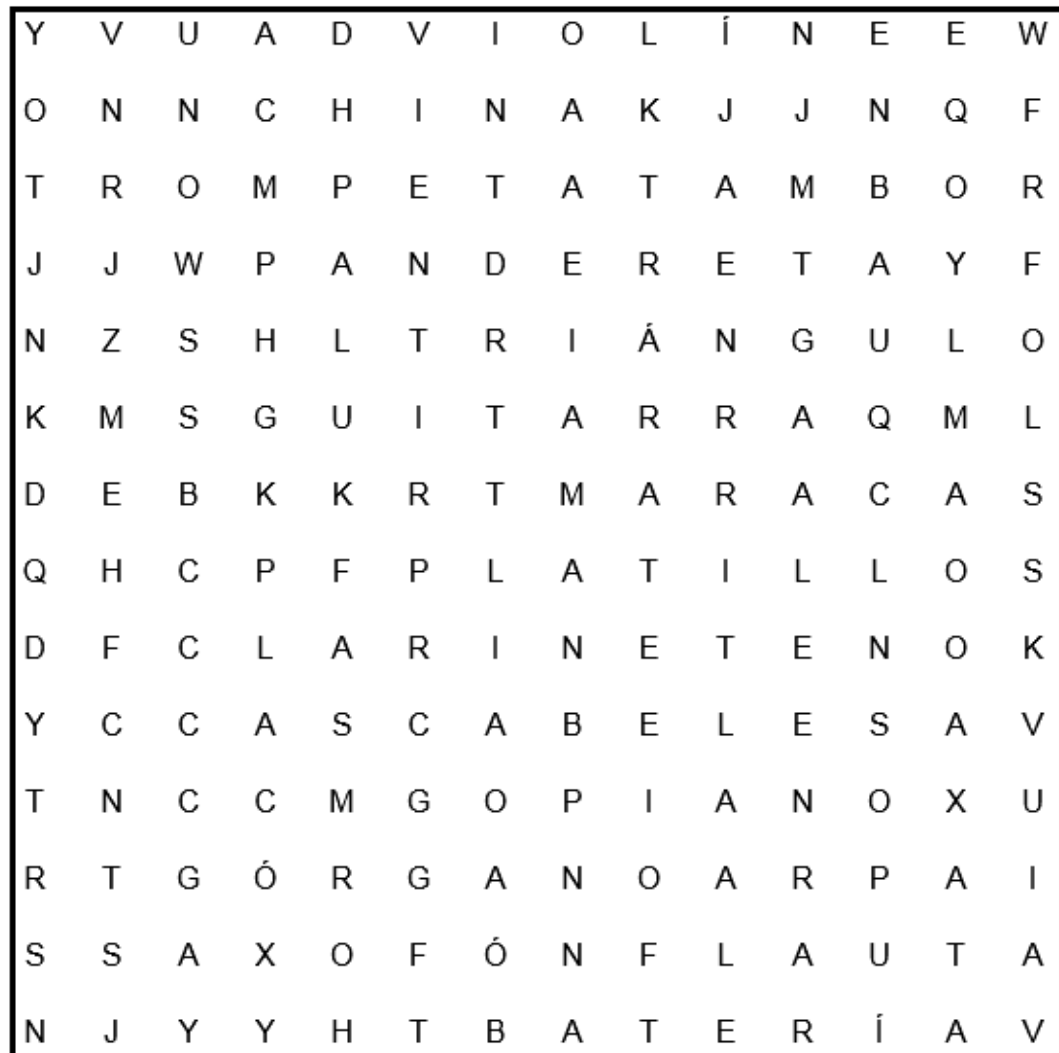 Y V U A D V I O L Í N E E W
O N N C H I N A K J J N Q F
T R O M P E T A T A M B O R
J J W P A N D E R E T A Y F
N Z S H L T R I Á N G U L O
K M S G U I T A R R A Q M L
D E B K K R T M A R A C A S
Q H C P F P L A T I L L O S
D F C L A R I N E T E N O K
Y C C A S C A B E L E S A V
T N C C M G O P I A N O X U
R T G Ó R G A N O A R P A I
S S A X O F Ó N F L A U T A
N J Y Y H T B A T E R Í A V